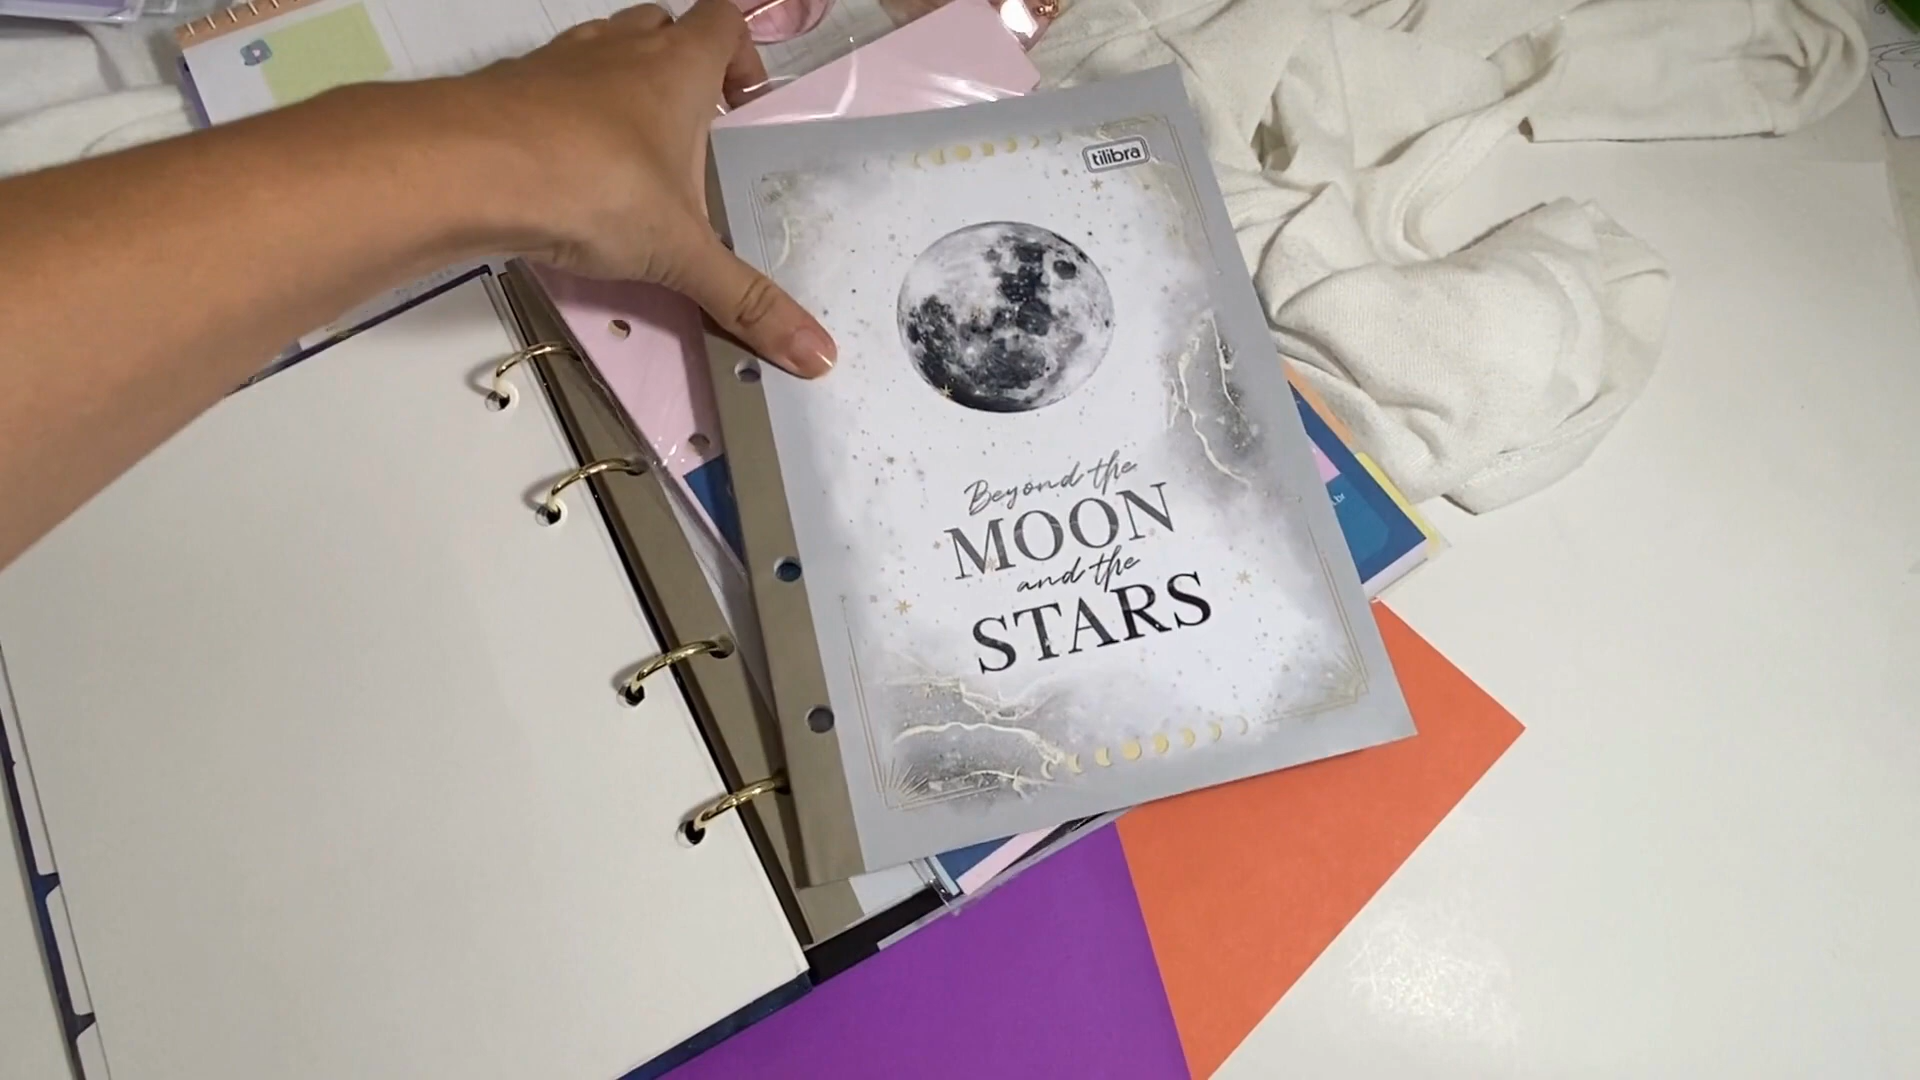 tilibra
Beyond the
MOON
and the
STARS